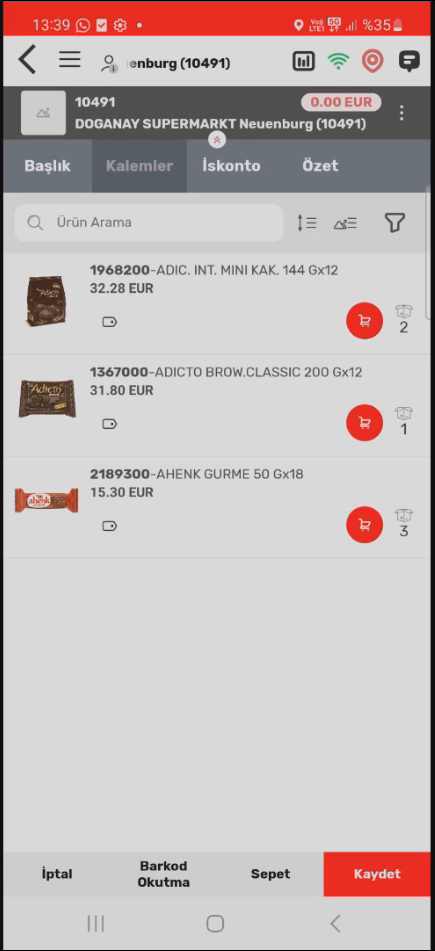 13:39 %35
enburg (10491)
10491 0.00 EUR
DOGANAY SUPERMARKT Neuenburg (10491)
Başlık Kalemler İskonto Özet
Ürün Arama
1968200-ADIC. INT. MINI KAK. 144 Gx12
32.28 EUR
2
1367000-ADICTO BROW.CLASSIC 200 Gx12
31.80 EUR
1
2189300-AHENK GURME 50 Gx18
15.30 EUR
3
İptal Barkod Okutma Sepet Kaydet